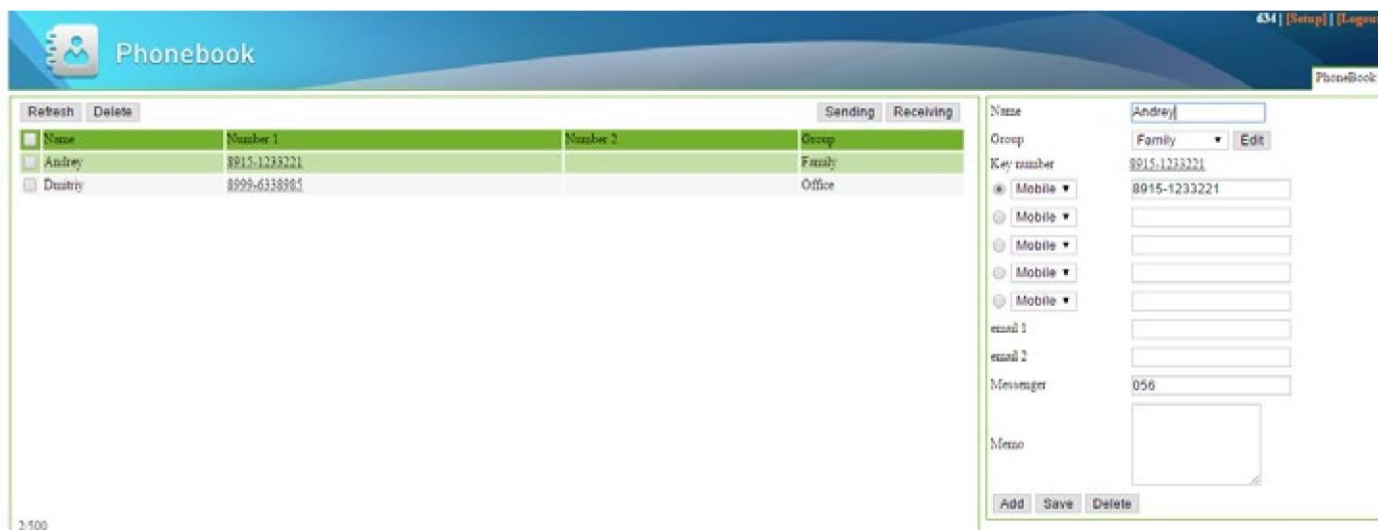 634 | [Setup] | [Logout
Phonebook
PhoneBook
Refresh Delete Sending Receiving
Name Number 1 Number 2 Group
Andrey 8915-1233221 Family
Dmitriy 8999-6338985 Office
Name Andrey
Group Family Edit
Key number 8915-1233221
Mobile 8915-1233221
Mobile
Mobile
Mobile
Mobile
email 1
email 2
Messenger 056
Memo
Add Save Delete
2:500